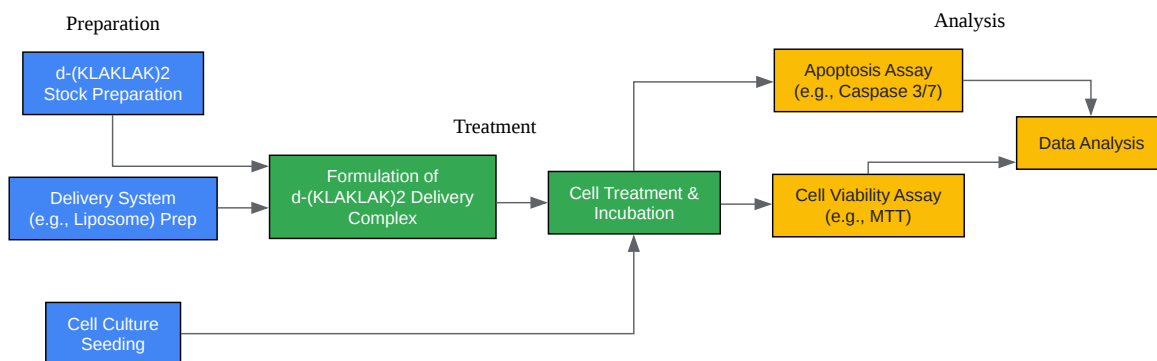 Preparation
Analysis
d-(KLAKLAK)2
Stock Preparation
Apoptosis Assay
(e.g., Caspase 3/7)
Treatment
Data Analysis
Formulation of
d-(KLAKLAK)2 Delivery
Complex
Delivery System
(e.g., Liposome) Prep
Cell Treatment &
Incubation
Cell Viability Assay
(e.g., MTT)
Cell Culture
Seeding